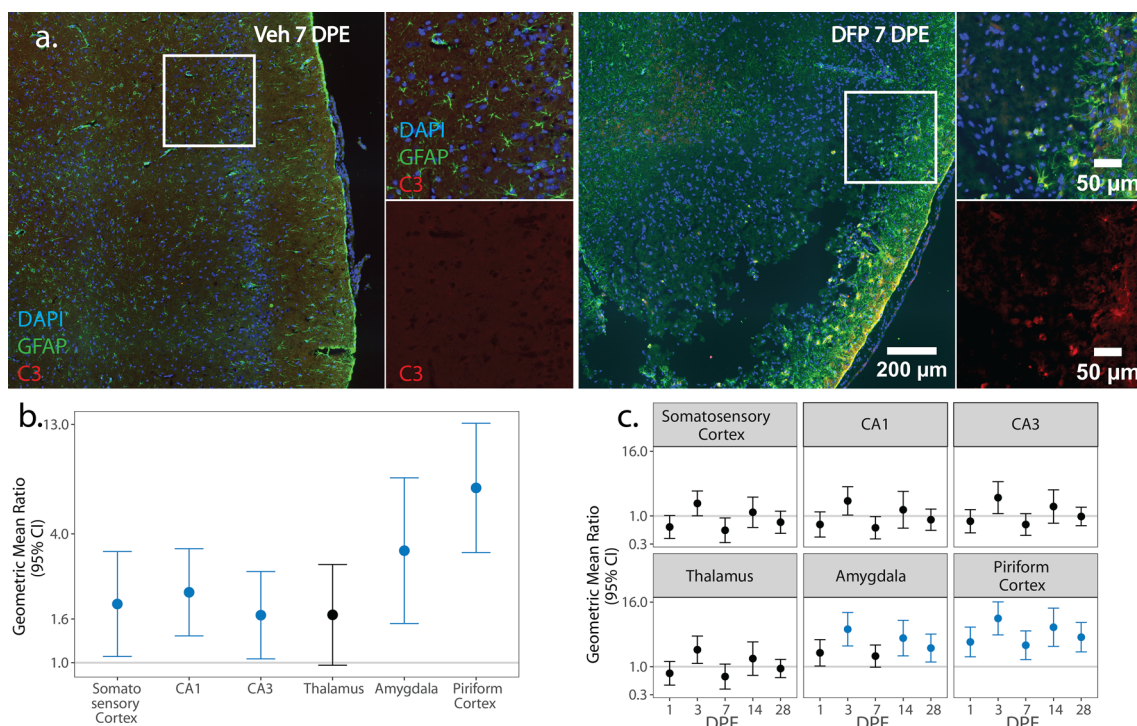 a.
Veh 7 DPE
DAPI
GFAP
C3
DAPI
GFAP
C3
C3
DFP 7 DPE
200 µm
50 µm
50 µm
b.
Geometric Mean Ratio
(95% CI)
13.0
4.0
1.6
1.0
Somato
sensory
Cortex
CA1
CA3
Thalamus
Amygdala
Piriform
Cortex
c.
Geometric Mean Ratio
(95% CI)
Somatosensory
Cortex
CA1
CA3
16.0
1.0
0.3
Thalamus
Amygdala
Piriform
Cortex
16.0
1.0
0.3
1 3 7 14 28
1 3 7 14 28
1 3 7 14 28
DPE
DPE
DPE